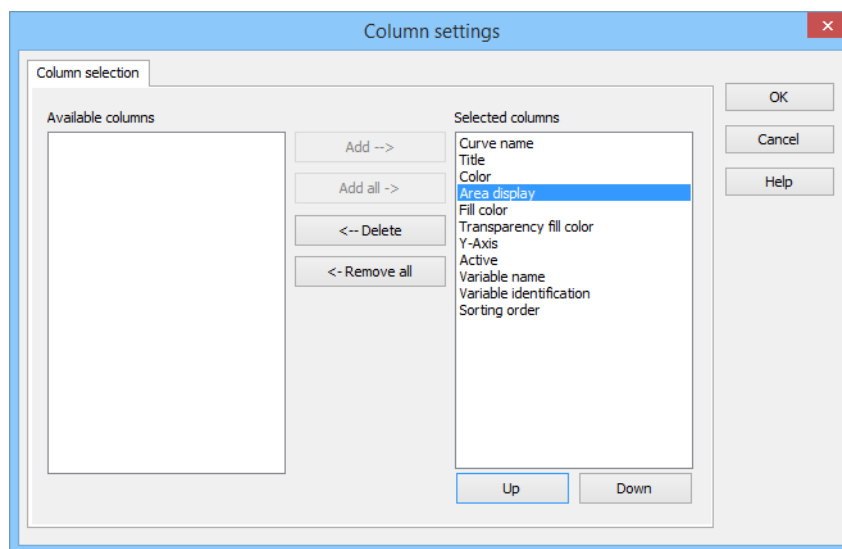 Column settings
Column selection
OK
Available columns
Selected columns
Cancel
Add -->
Curve name
Title
Color
Help
Add all ->
Area display
Fill color
<-- Delete
Transparency fill color
Y-Axis
Active
<- Remove all
Variable name
Variable identification
Sorting order
Up
Down